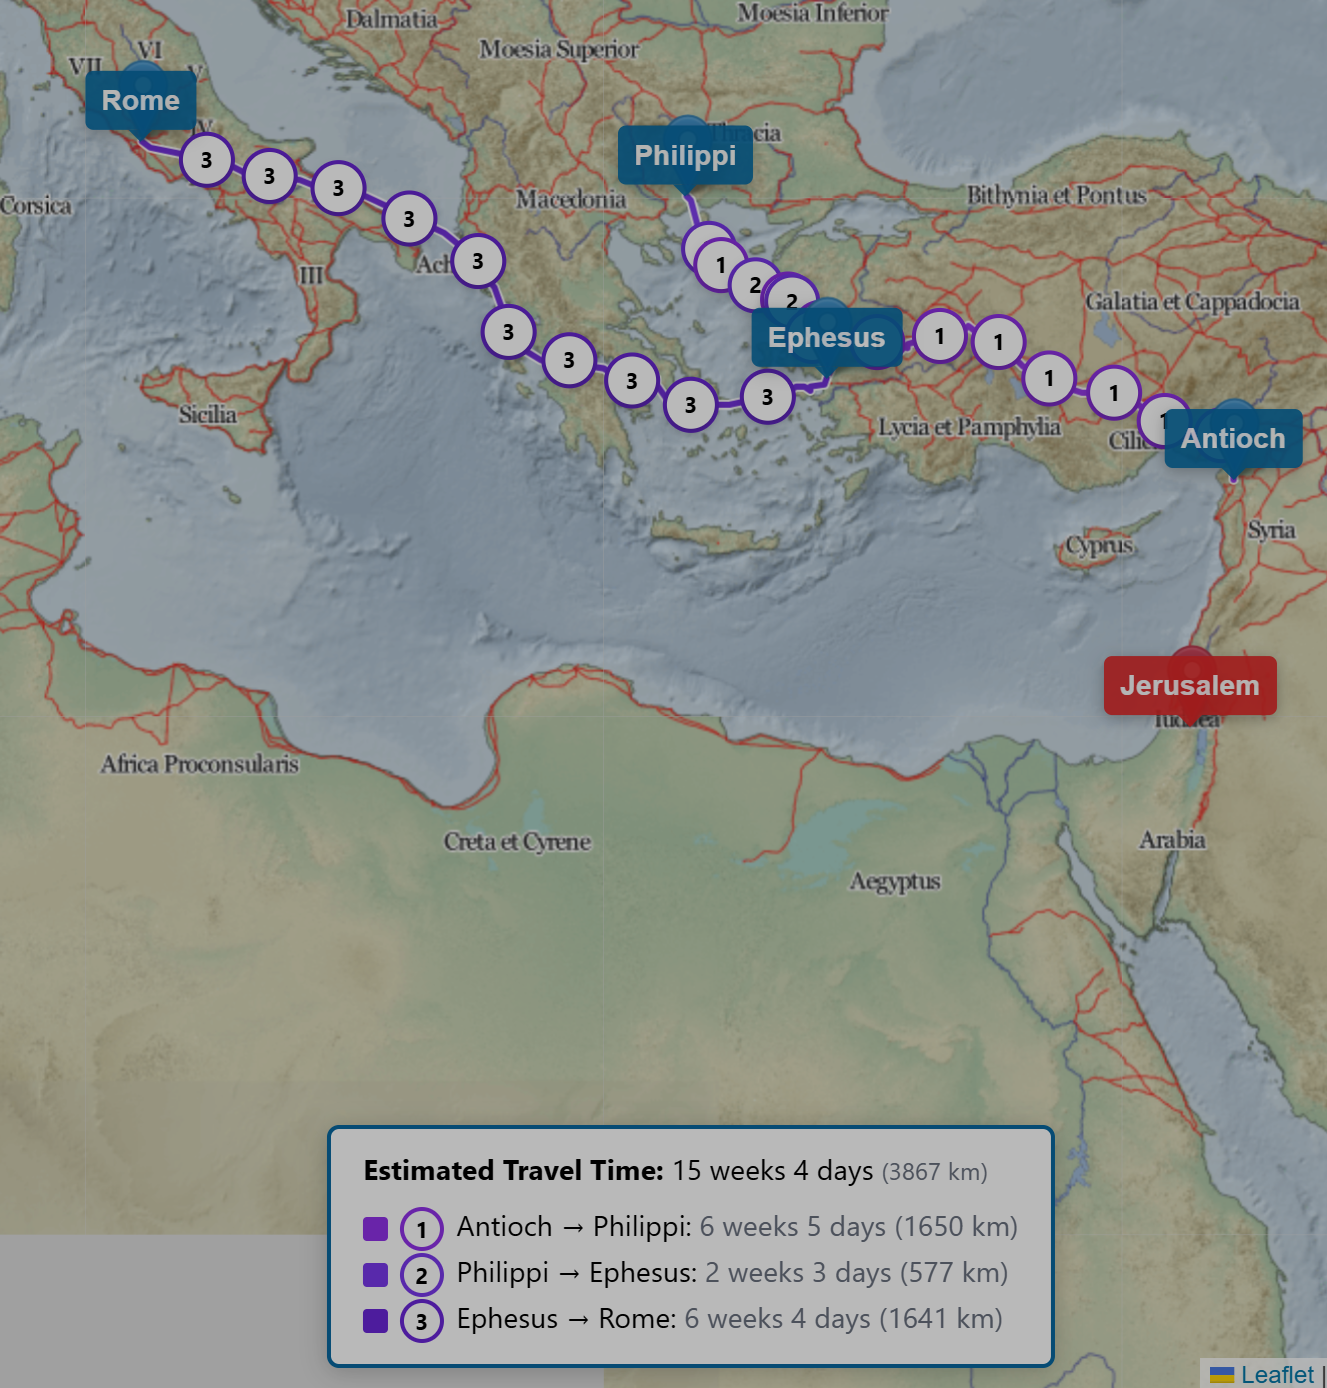 Dalmatia
Moesia Inferior
Moesia Superior
VI
VII
V
Rome
IV
Thracia
Philippi
3
3
3
Macedonia
Bithynia et Pontus
Corsica
3
3
1
III
2
2
Galatia et Cappadocia
3
Ephesus
1
1
3
3
1
1
3
3
Sicilia
Lycia et Pamphylia
1
Antioch
Syria
Cyprus
Jerusalem
Iudaea
Africa Proconsularis
Creta et Cyrene
Arabia
Aegyptus
Estimated Travel Time: 15 weeks 4 days (3867 km)
1 Antioch → Philippi: 6 weeks 5 days (1650 km)
2 Philippi → Ephesus: 2 weeks 3 days (577 km)
3 Ephesus → Rome: 6 weeks 4 days (1641 km)
Leaflet |